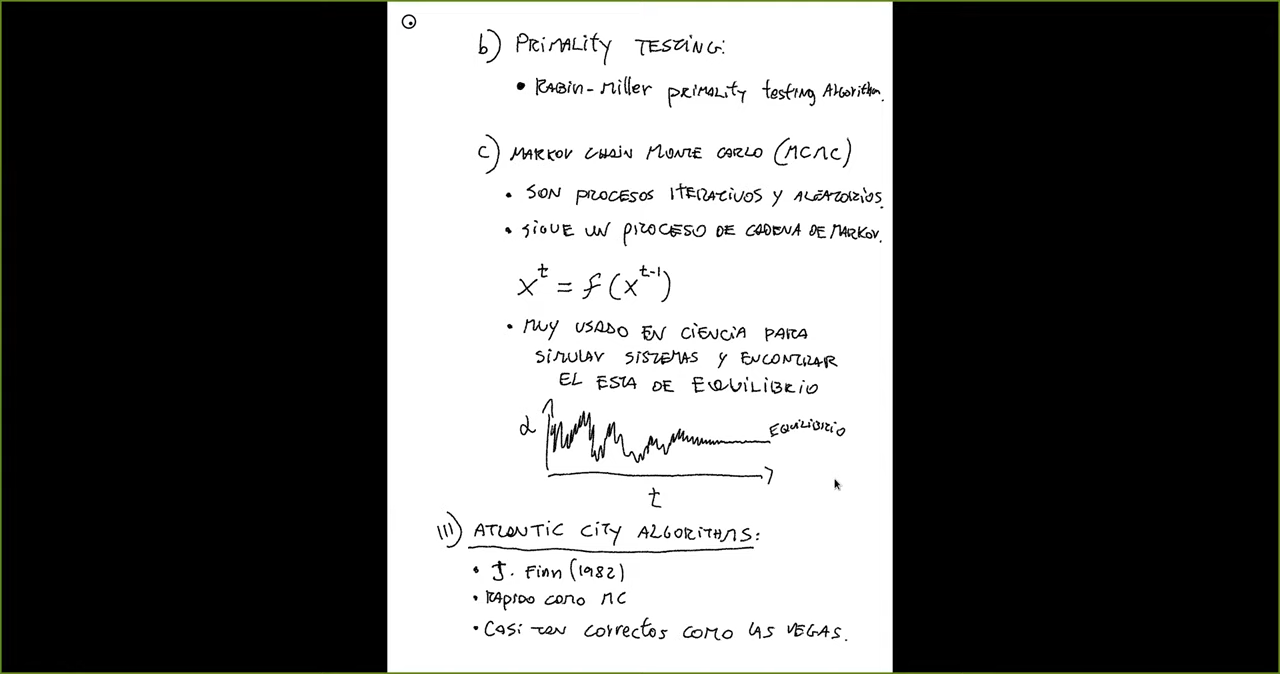 b) PRIMALITY TESTING:
• RABIN-MILLER PRIMALITY TESTING ALGORITHM.
c) MARKOV CHAIN MONTE CARLO (MCMC)
• SON PROCESOS ITERATIVOS Y ALEATORIOS.
• SIGUE UN PROCESO DE CADENA DE MARKOV.
x^t = f(x^{t-1})
• MUY USADO EN CIENCIA PARA
SIMULAR SISTEMAS Y ENCONTRAR
EL ESTA DE EQUILIBRIO
α
EQUILIBRIO
t
III) ATLANTIC CITY ALGORITHMS:
• J. Finn (1982)
• RAPIDO COMO MC
• CASI TAN CORRECTOS COMO LAS VEGAS.